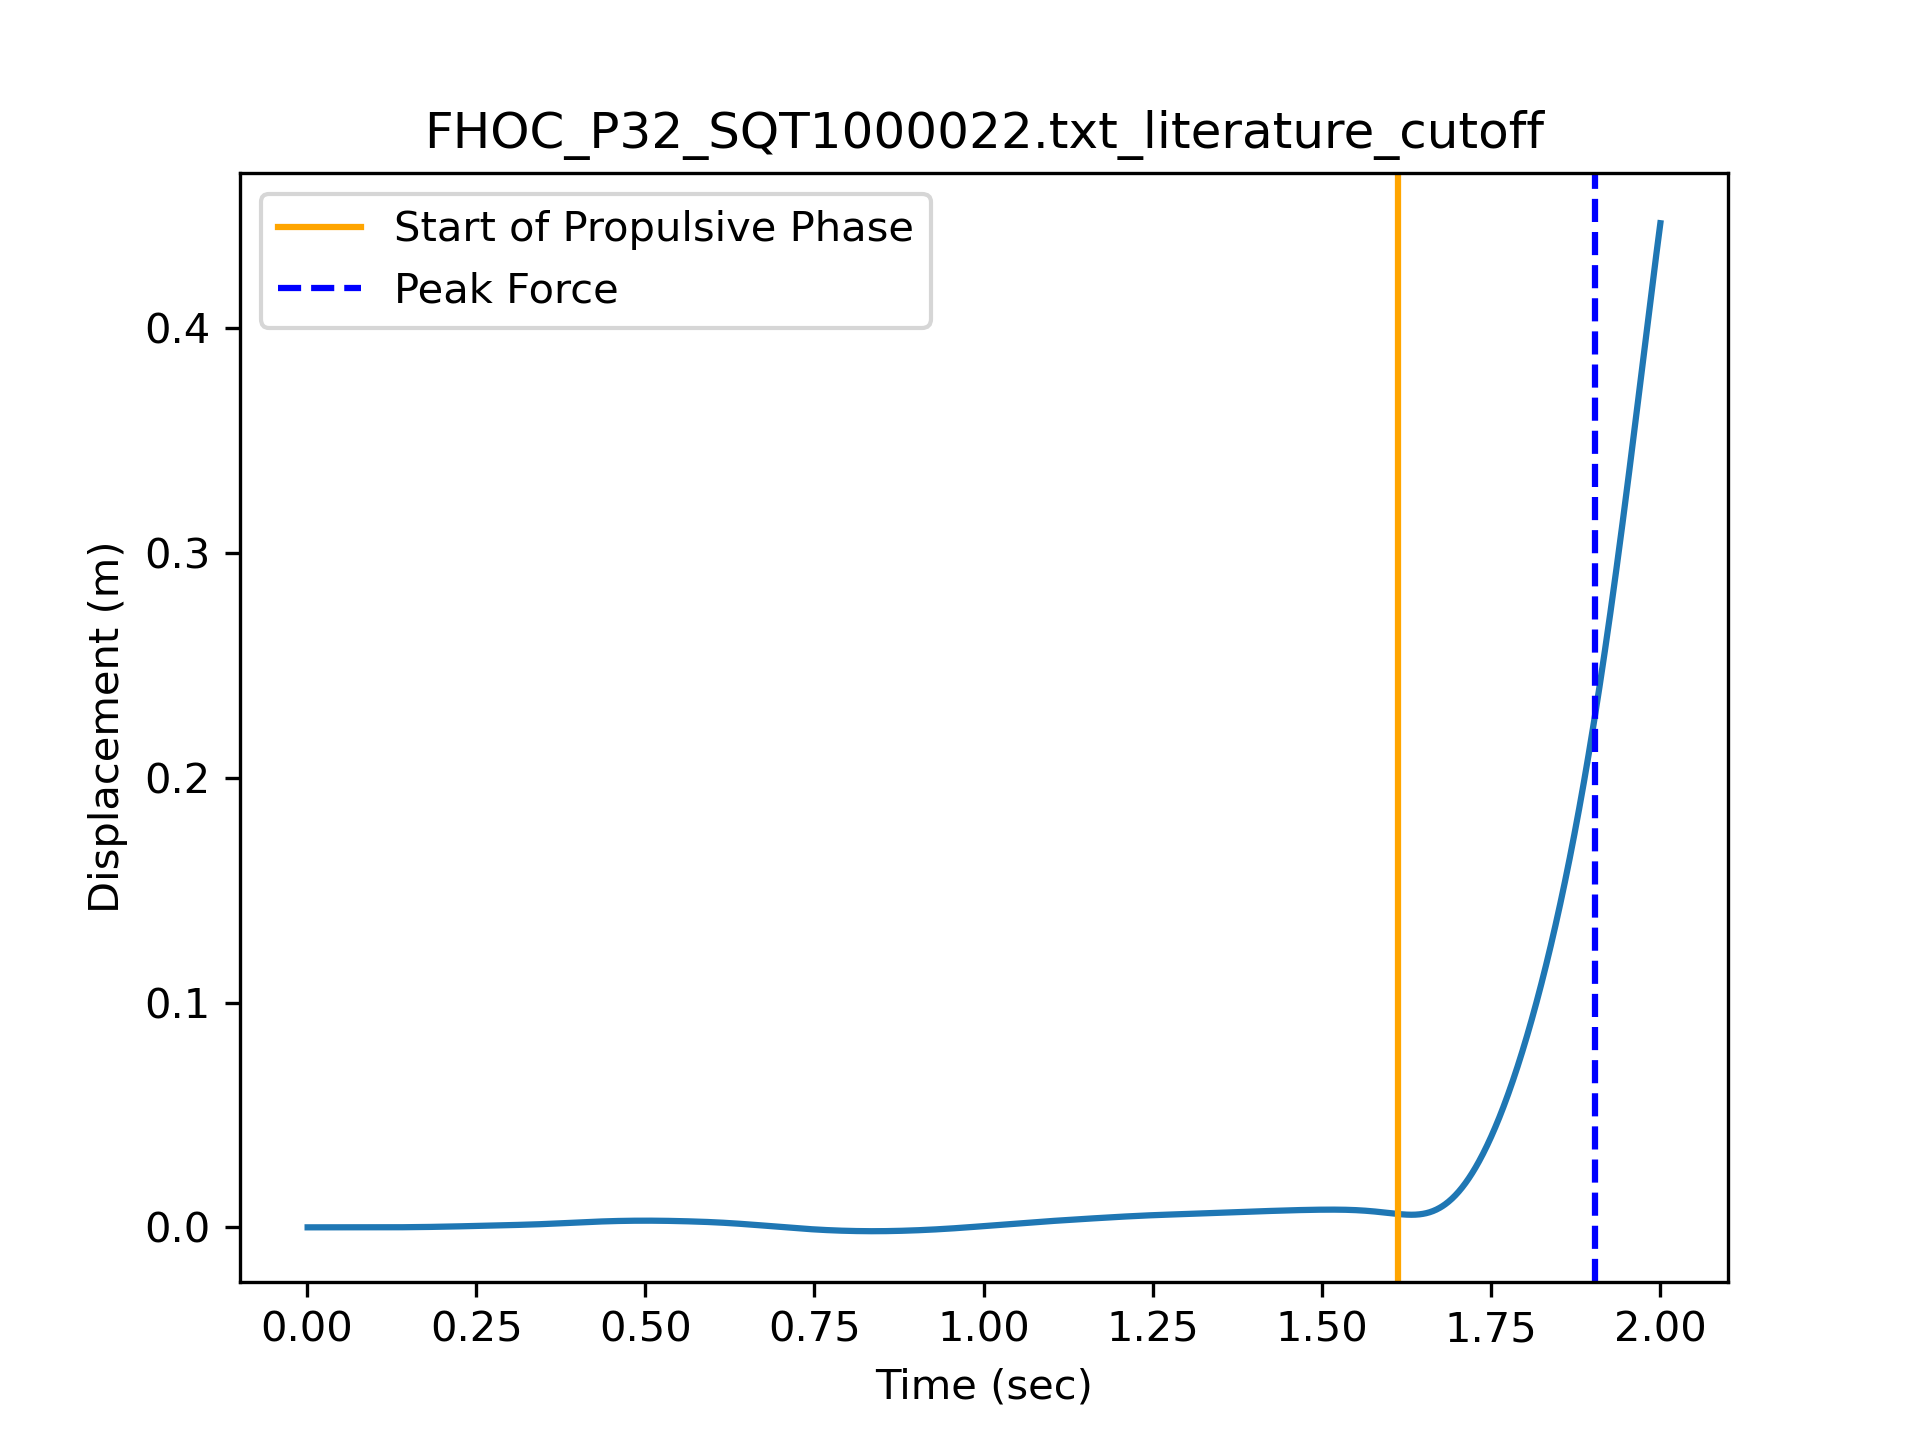 FHOC_P32_SQT1000022.txt_literature_cutoff
Start of Propulsive Phase
Peak Force
0.4
0.3
0.2
0.1
0.0
Displacement (m)
0.00 0.25 0.50 0.75 1.00 1.25 1.50 1.75 2.00
Time (sec)